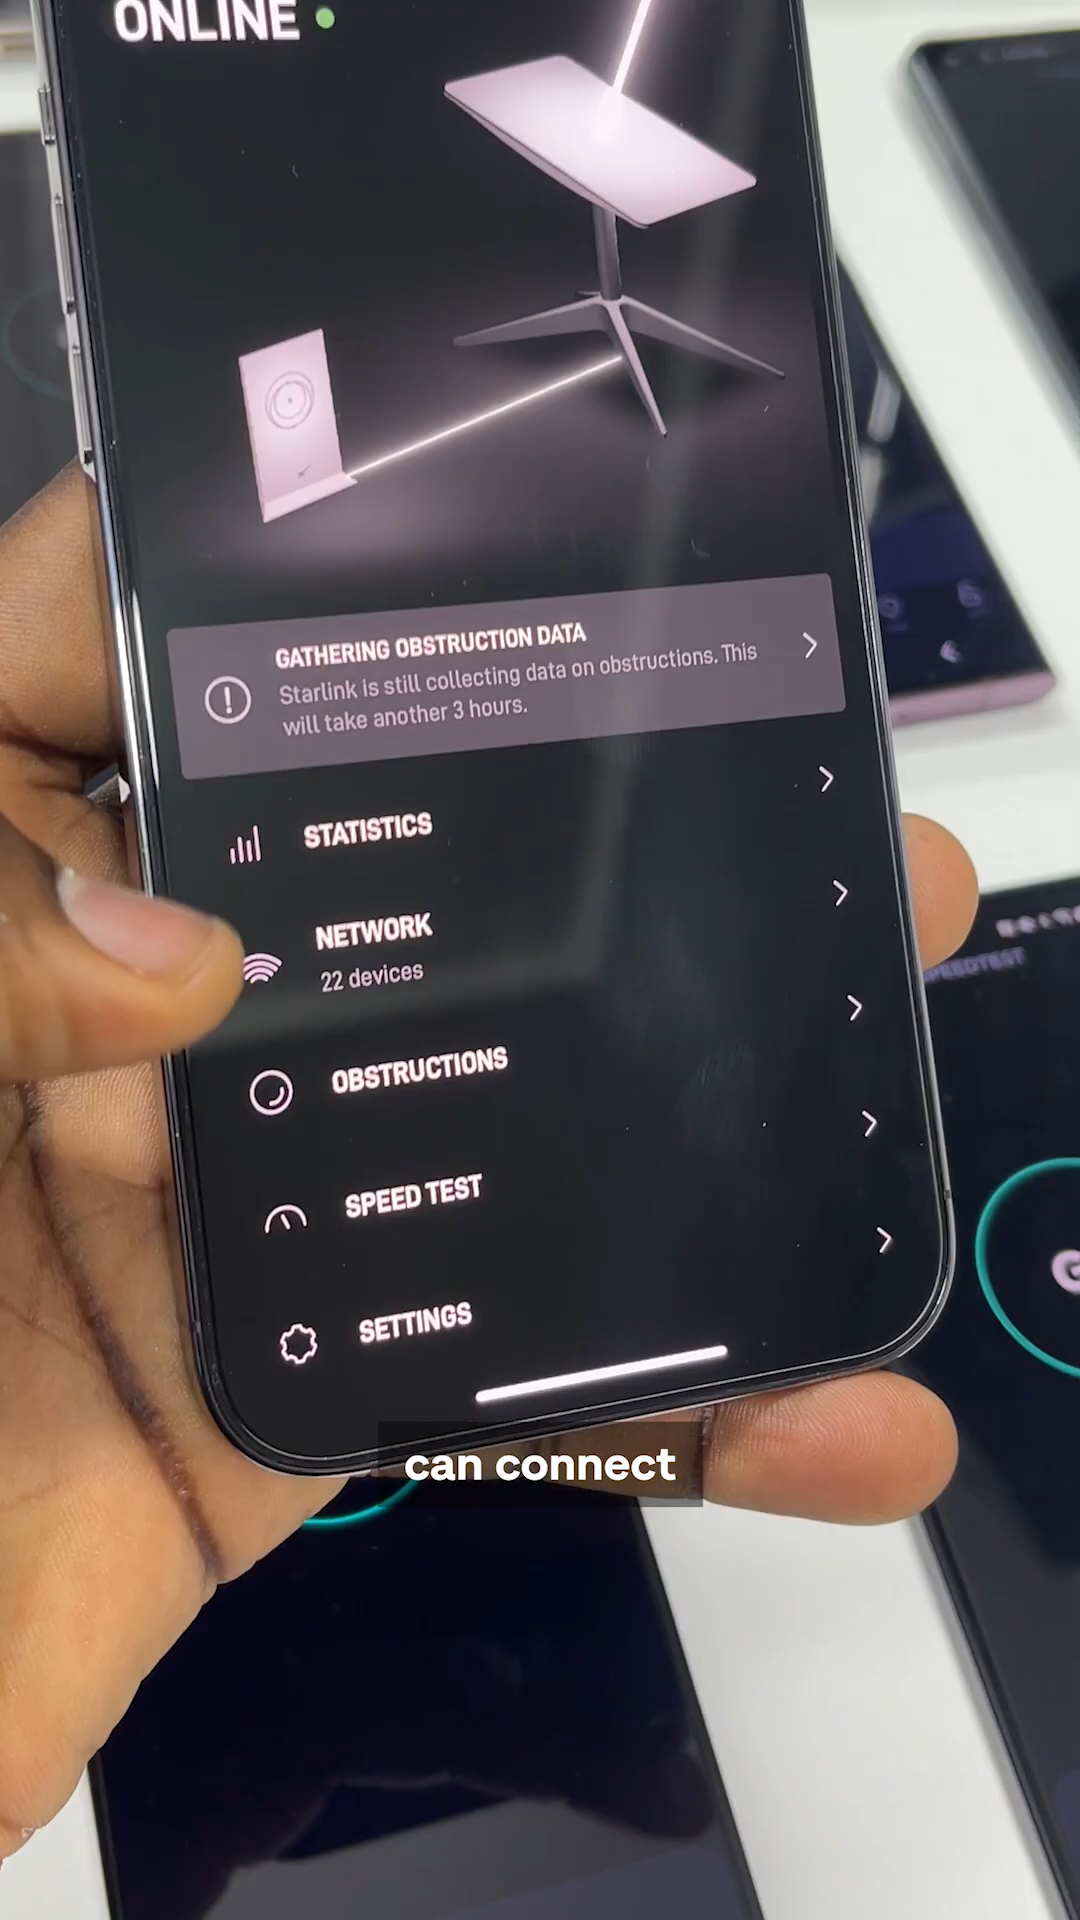 ONLINE
GATHERING OBSTRUCTION DATA
Starlink is still collecting data on obstructions. This
will take another 3 hours.
STATISTICS
NETWORK
22 devices
OBSTRUCTIONS
SPEED TEST
SETTINGS
SPEEDTEST
can connect